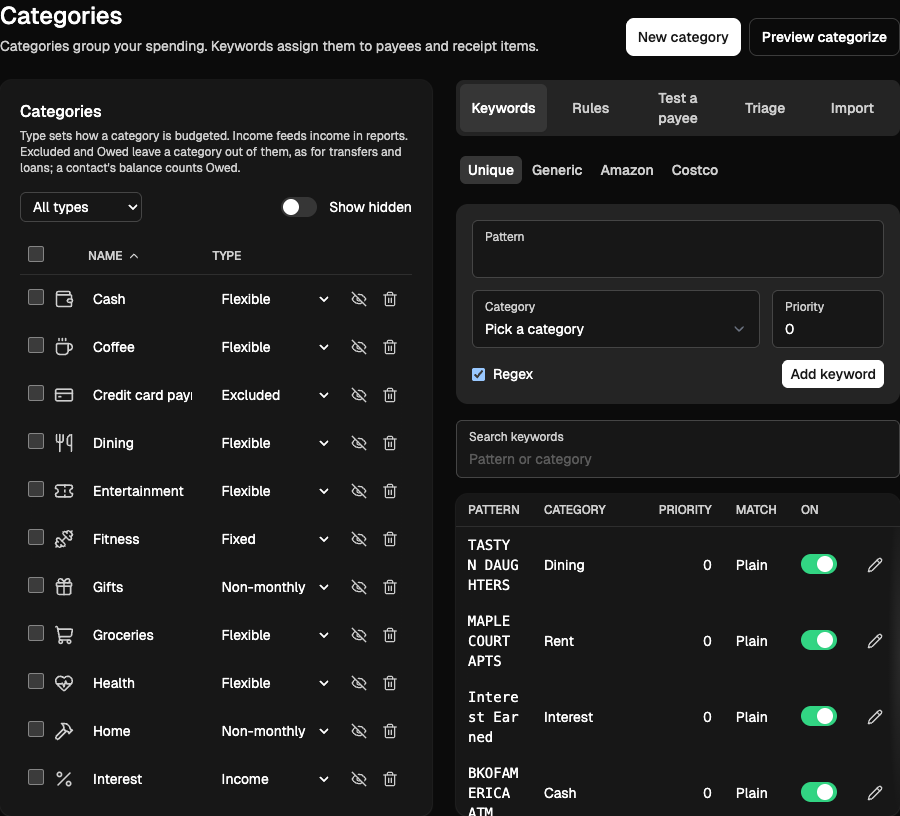 Categories
Categories group your spending. Keywords assign them to payees and receipt items.
New category
Preview categorize
Categories
Type sets how a category is budgeted. Income feeds income in reports.
Excluded and Owed leave a category out of them, as for transfers and
loans; a contact's balance counts Owed.
All types
Show hidden
NAME
TYPE
Cash
Flexible
Coffee
Flexible
Credit card pay
Excluded
Dining
Flexible
Entertainment
Flexible
Fitness
Fixed
Gifts
Non-monthly
Groceries
Flexible
Health
Flexible
Home
Non-monthly
Interest
Income
Keywords
Rules
Test a
payee
Triage
Import
Unique
Generic
Amazon
Costco
Pattern
Category
Pick a category
Priority
0
Regex
Add keyword
Search keywords
Pattern or category
PATTERN
CATEGORY
PRIORITY
MATCH
ON
TASTY
N DAUG
HTERS
Dining
0
Plain
MAPLE
COURT
APTS
Rent
0
Plain
Intere
st Ear
ned
Interest
0
Plain
BKOFAM
ERICA
ATM
Cash
0
Plain